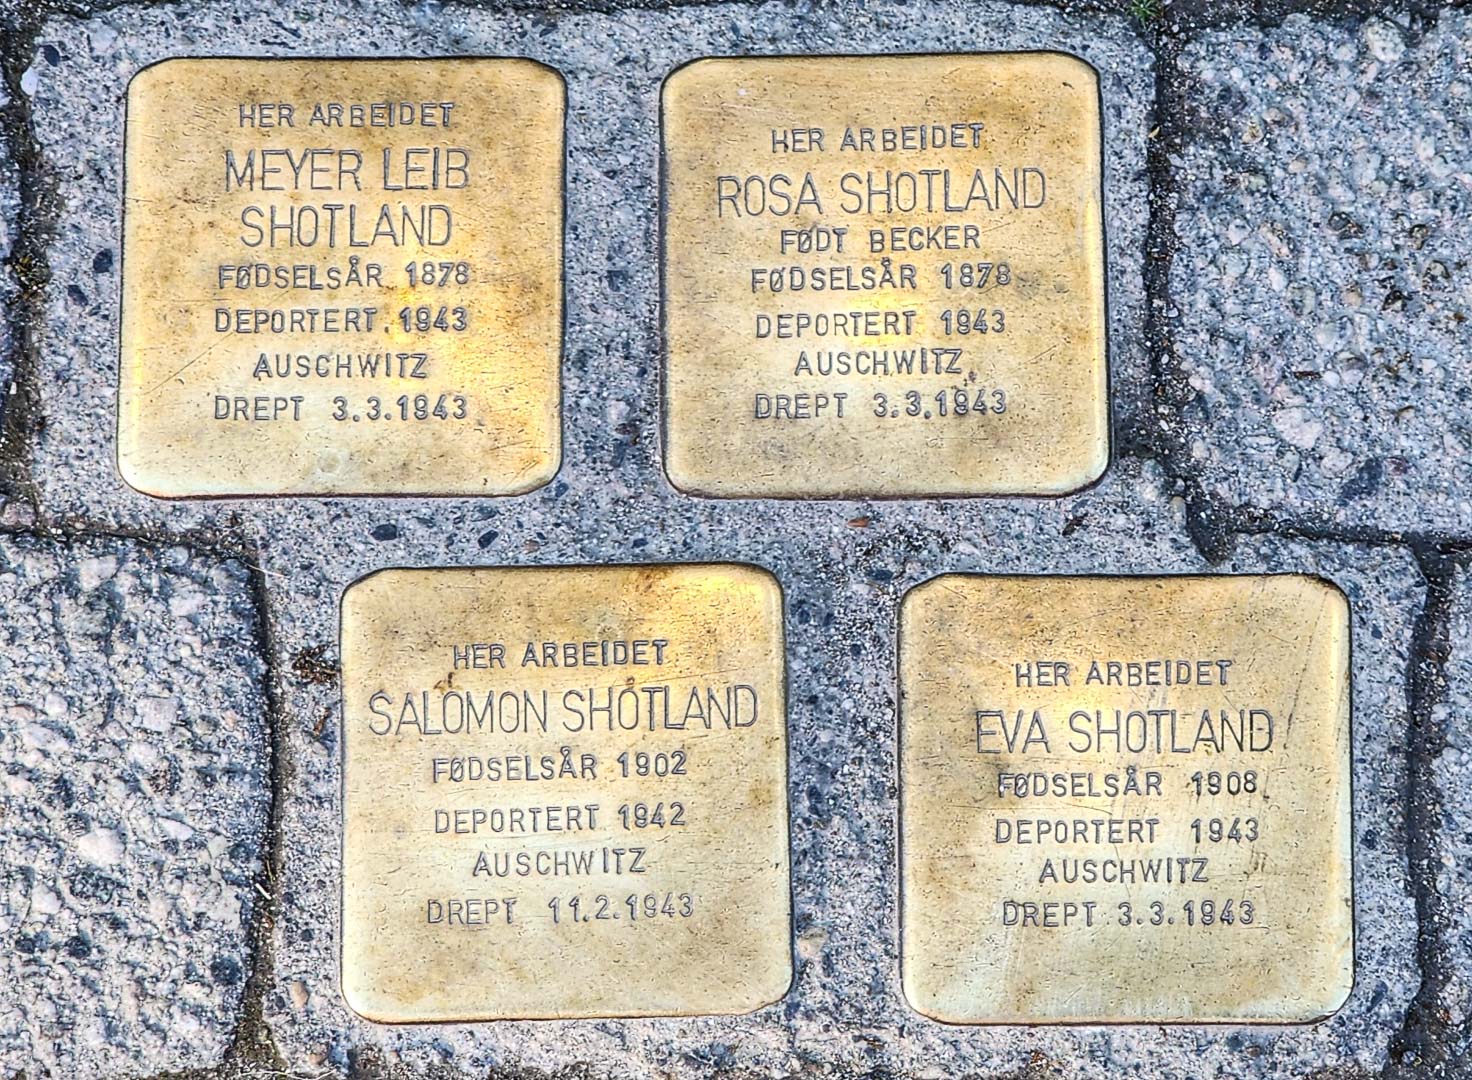 HER ARBEIDET
MEYER LEIB
SHOTLAND
FØDSELSÅR 1878
DEPORTERT 1943
AUSCHWITZ
DREPT 3.3.1943
HER ARBEIDET
ROSA SHOTLAND
FØDT BECKER
FØDSELSÅR 1878
DEPORTERT 1943
AUSCHWITZ
DREPT 3.3.1943
HER ARBEIDET
SALOMON SHOTLAND
FØDSELSÅR 1902
DEPORTERT 1942
AUSCHWITZ
DREPT 11.2.1943
HER ARBEIDET
EVA SHOTLAND
FØDSELSÅR 1908
DEPORTERT 1943
AUSCHWITZ
DREPT 3.3.1943